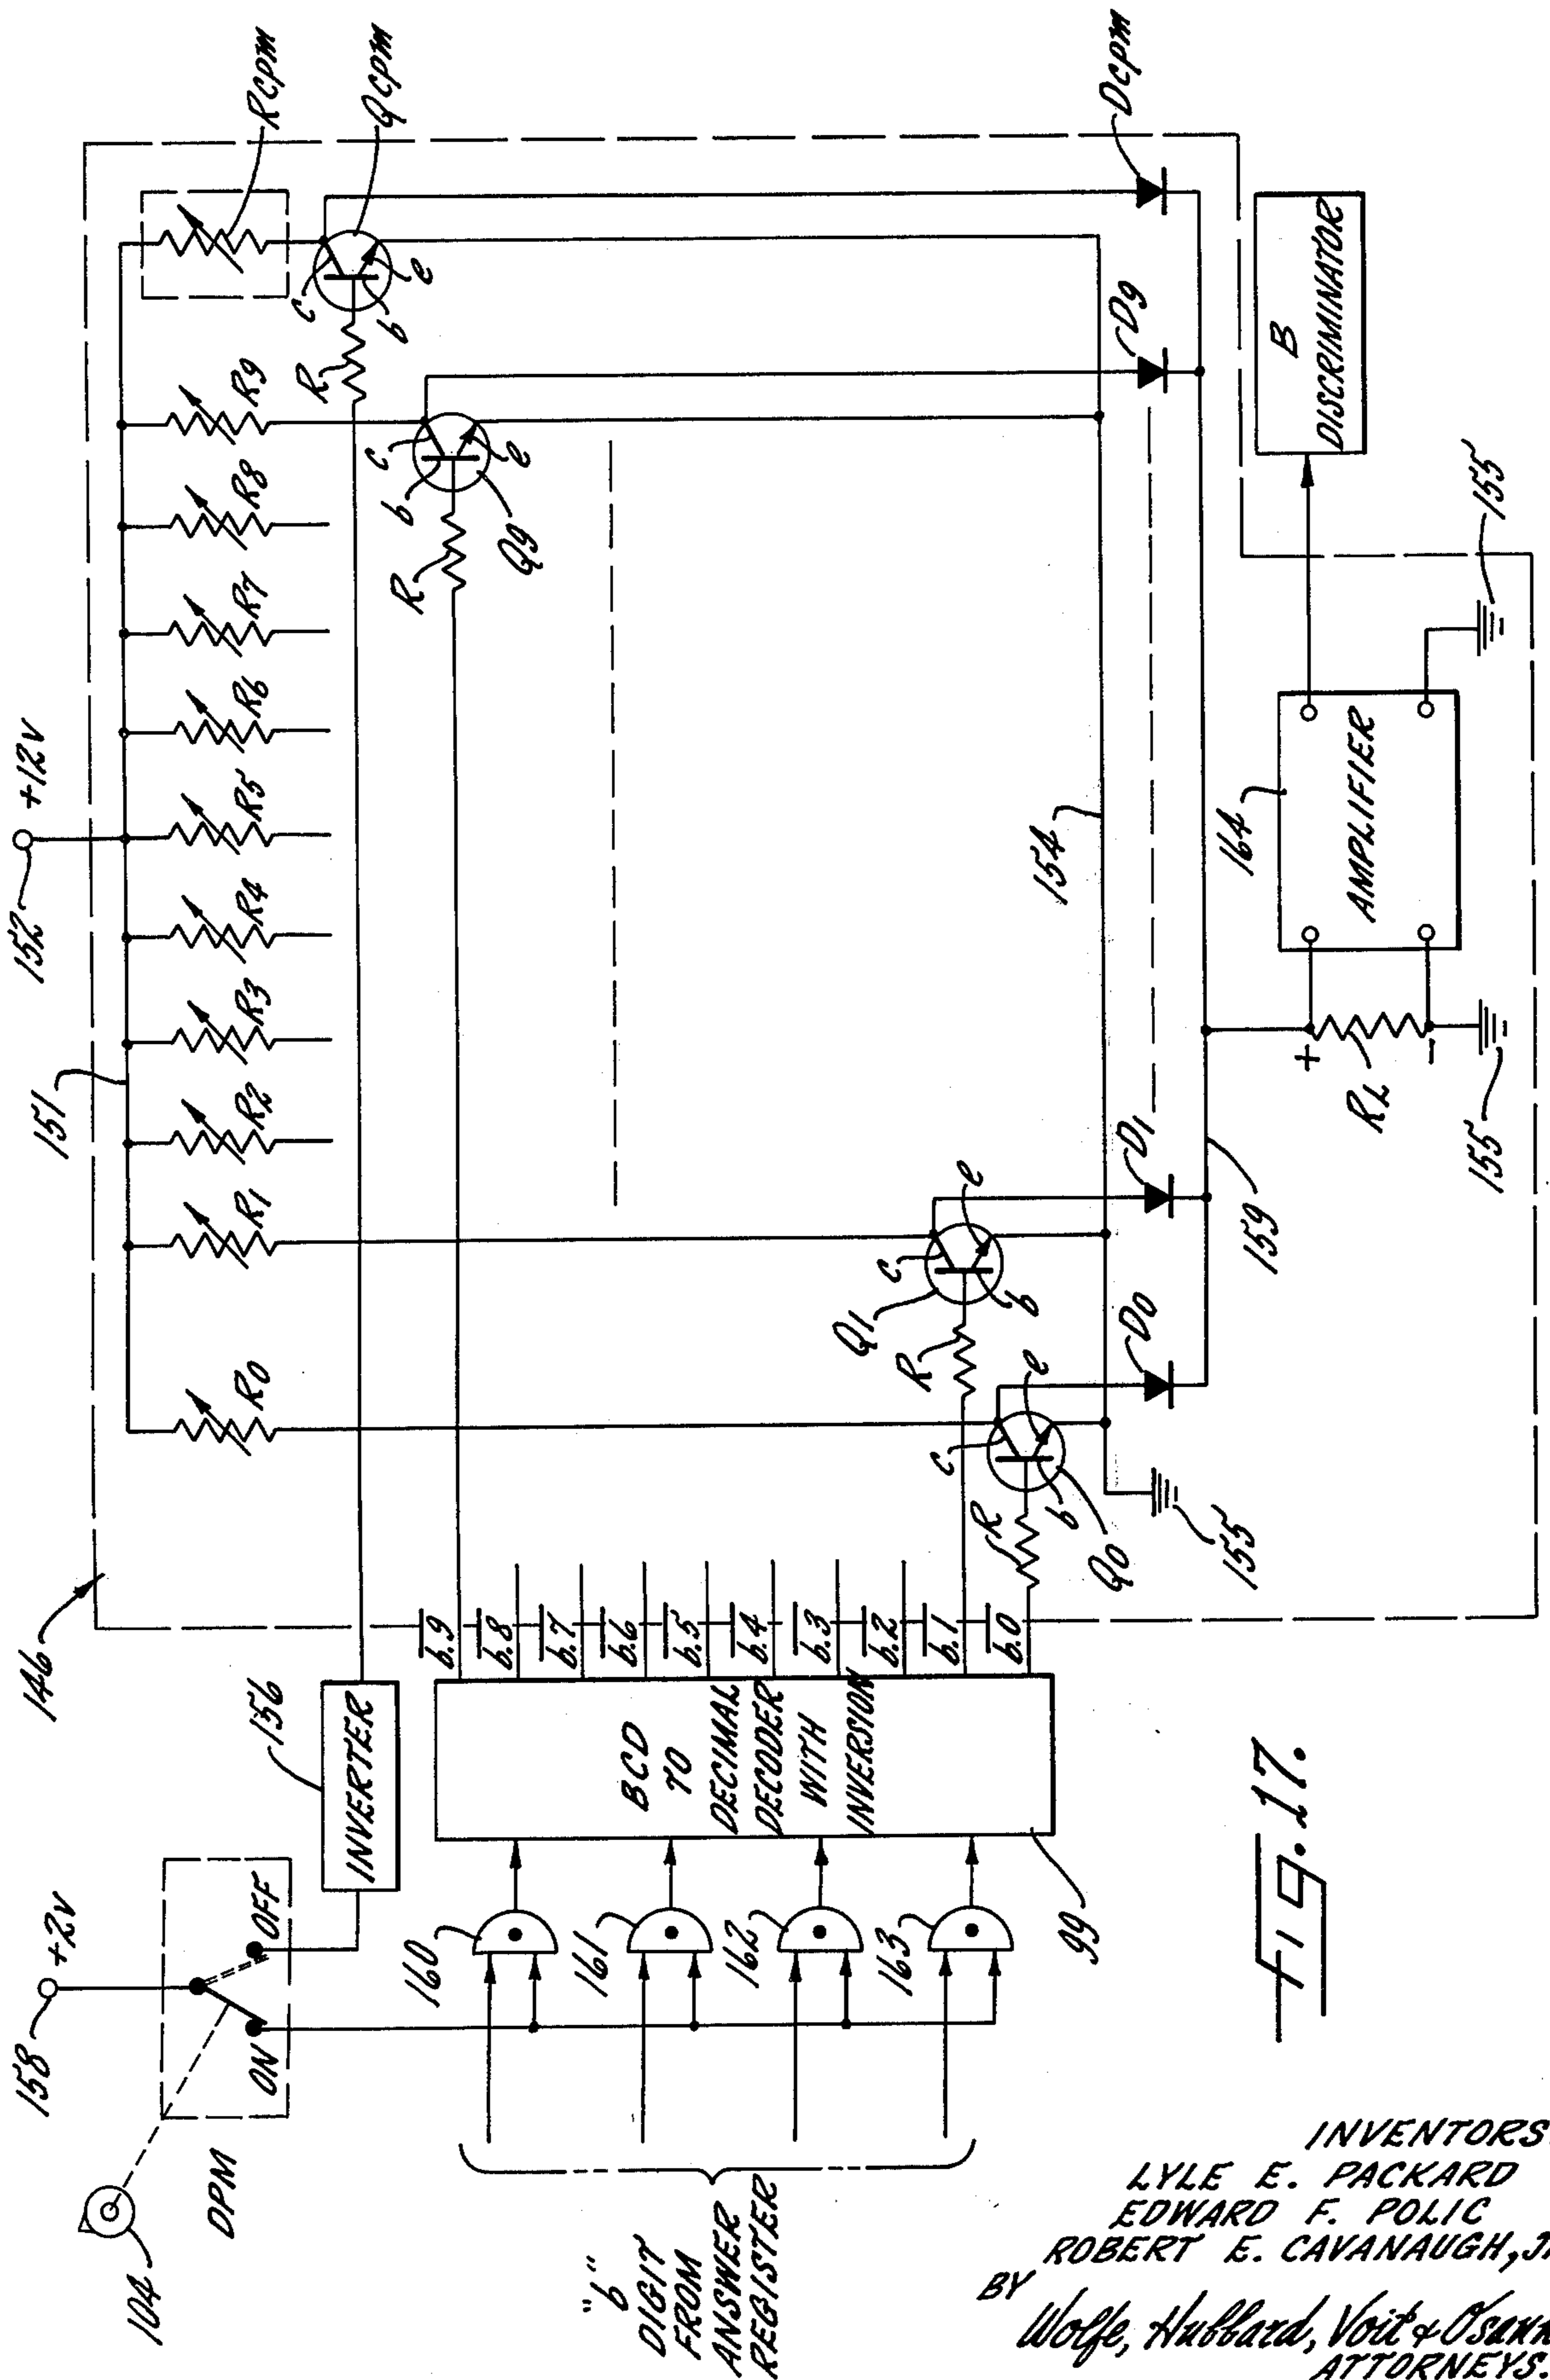 146
152
+12V
151
R0
R1
R2
R3
R4
R5
R6
R7
R8
R9
Rcpm
Qcpm
c
b
e
R
158
+2V
ON
OFF
DPM
104
156
INVERTER
R
c
b
e
Q9
160
161
162
163
"b"
DIGIT
FROM
ANSWER
REGISTER
BCD
TO
DECIMAL
DECODER
WITH
INVERSION
99
b.9
b.8
b.7
b.6
b.5
b.4
b.3
b.2
b.1
b.0
Q1
R
c
b
e
Q0
R
c
b
e
155
154
D0
D1
D9
Dcpm
159
RL
+
-
155
164
AMPLIFIER
155
B
DISCRIMINATOR
Fig. 17.
INVENTORS
LYLE E. PACKARD
EDWARD F. POLIC
ROBERT E. CAVANAUGH, JR
BY
Wolfe, Hubbard, Voit & Osann
ATTORNEYS.